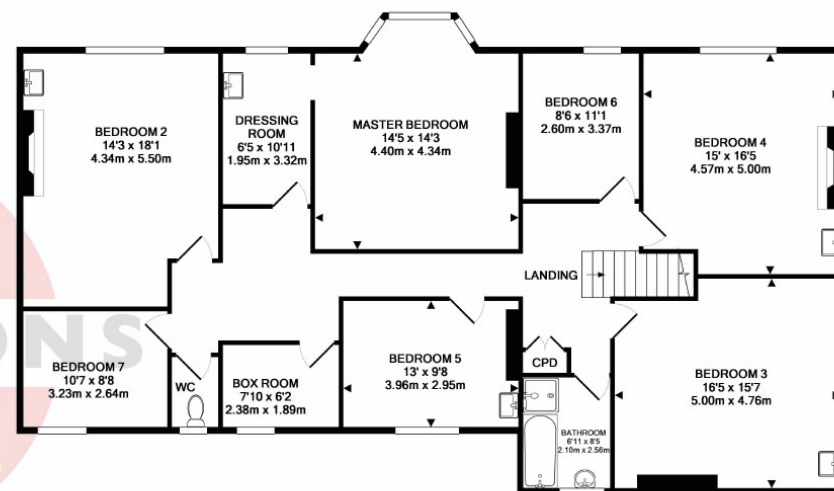 BEDROOM 2
14'3 x 18'1
4.34m x 5.50m
DRESSING
ROOM
6'5 x 10'11
1.95m x 3.32m
MASTER BEDROOM
14'5 x 14'3
4.40m x 4.34m
BEDROOM 6
8'6 x 11'1
2.60m x 3.37m
BEDROOM 4
15' x 16'5
4.57m x 5.00m
LANDING
BEDROOM 7
10'7 x 8'8
3.23m x 2.64m
WC
BOX ROOM
7'10 x 6'2
2.38m x 1.89m
BEDROOM 5
13' x 9'8
3.96m x 2.95m
CPD
BATHROOM
6'11 x 8'5
2.10m x 2.56m
BEDROOM 3
16'5 x 15'7
5.00m x 4.76m
ONS